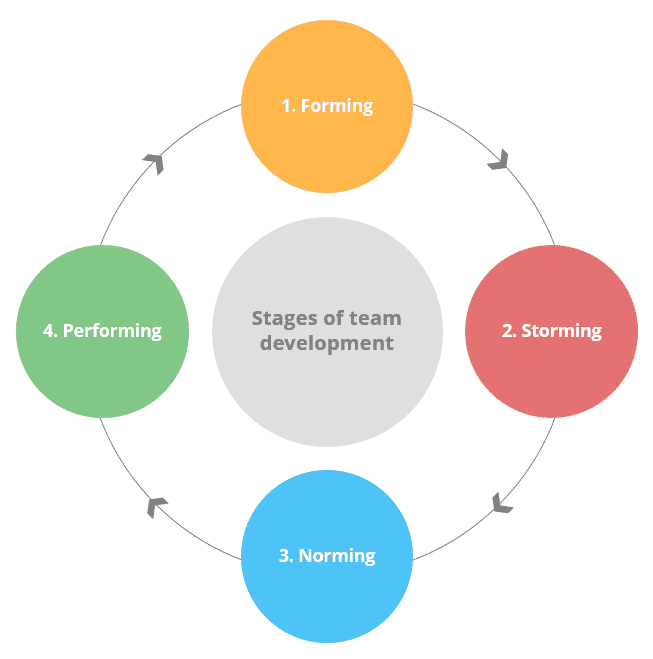 1. Forming
2. Storming
3. Norming
4. Performing
Stages of team
development